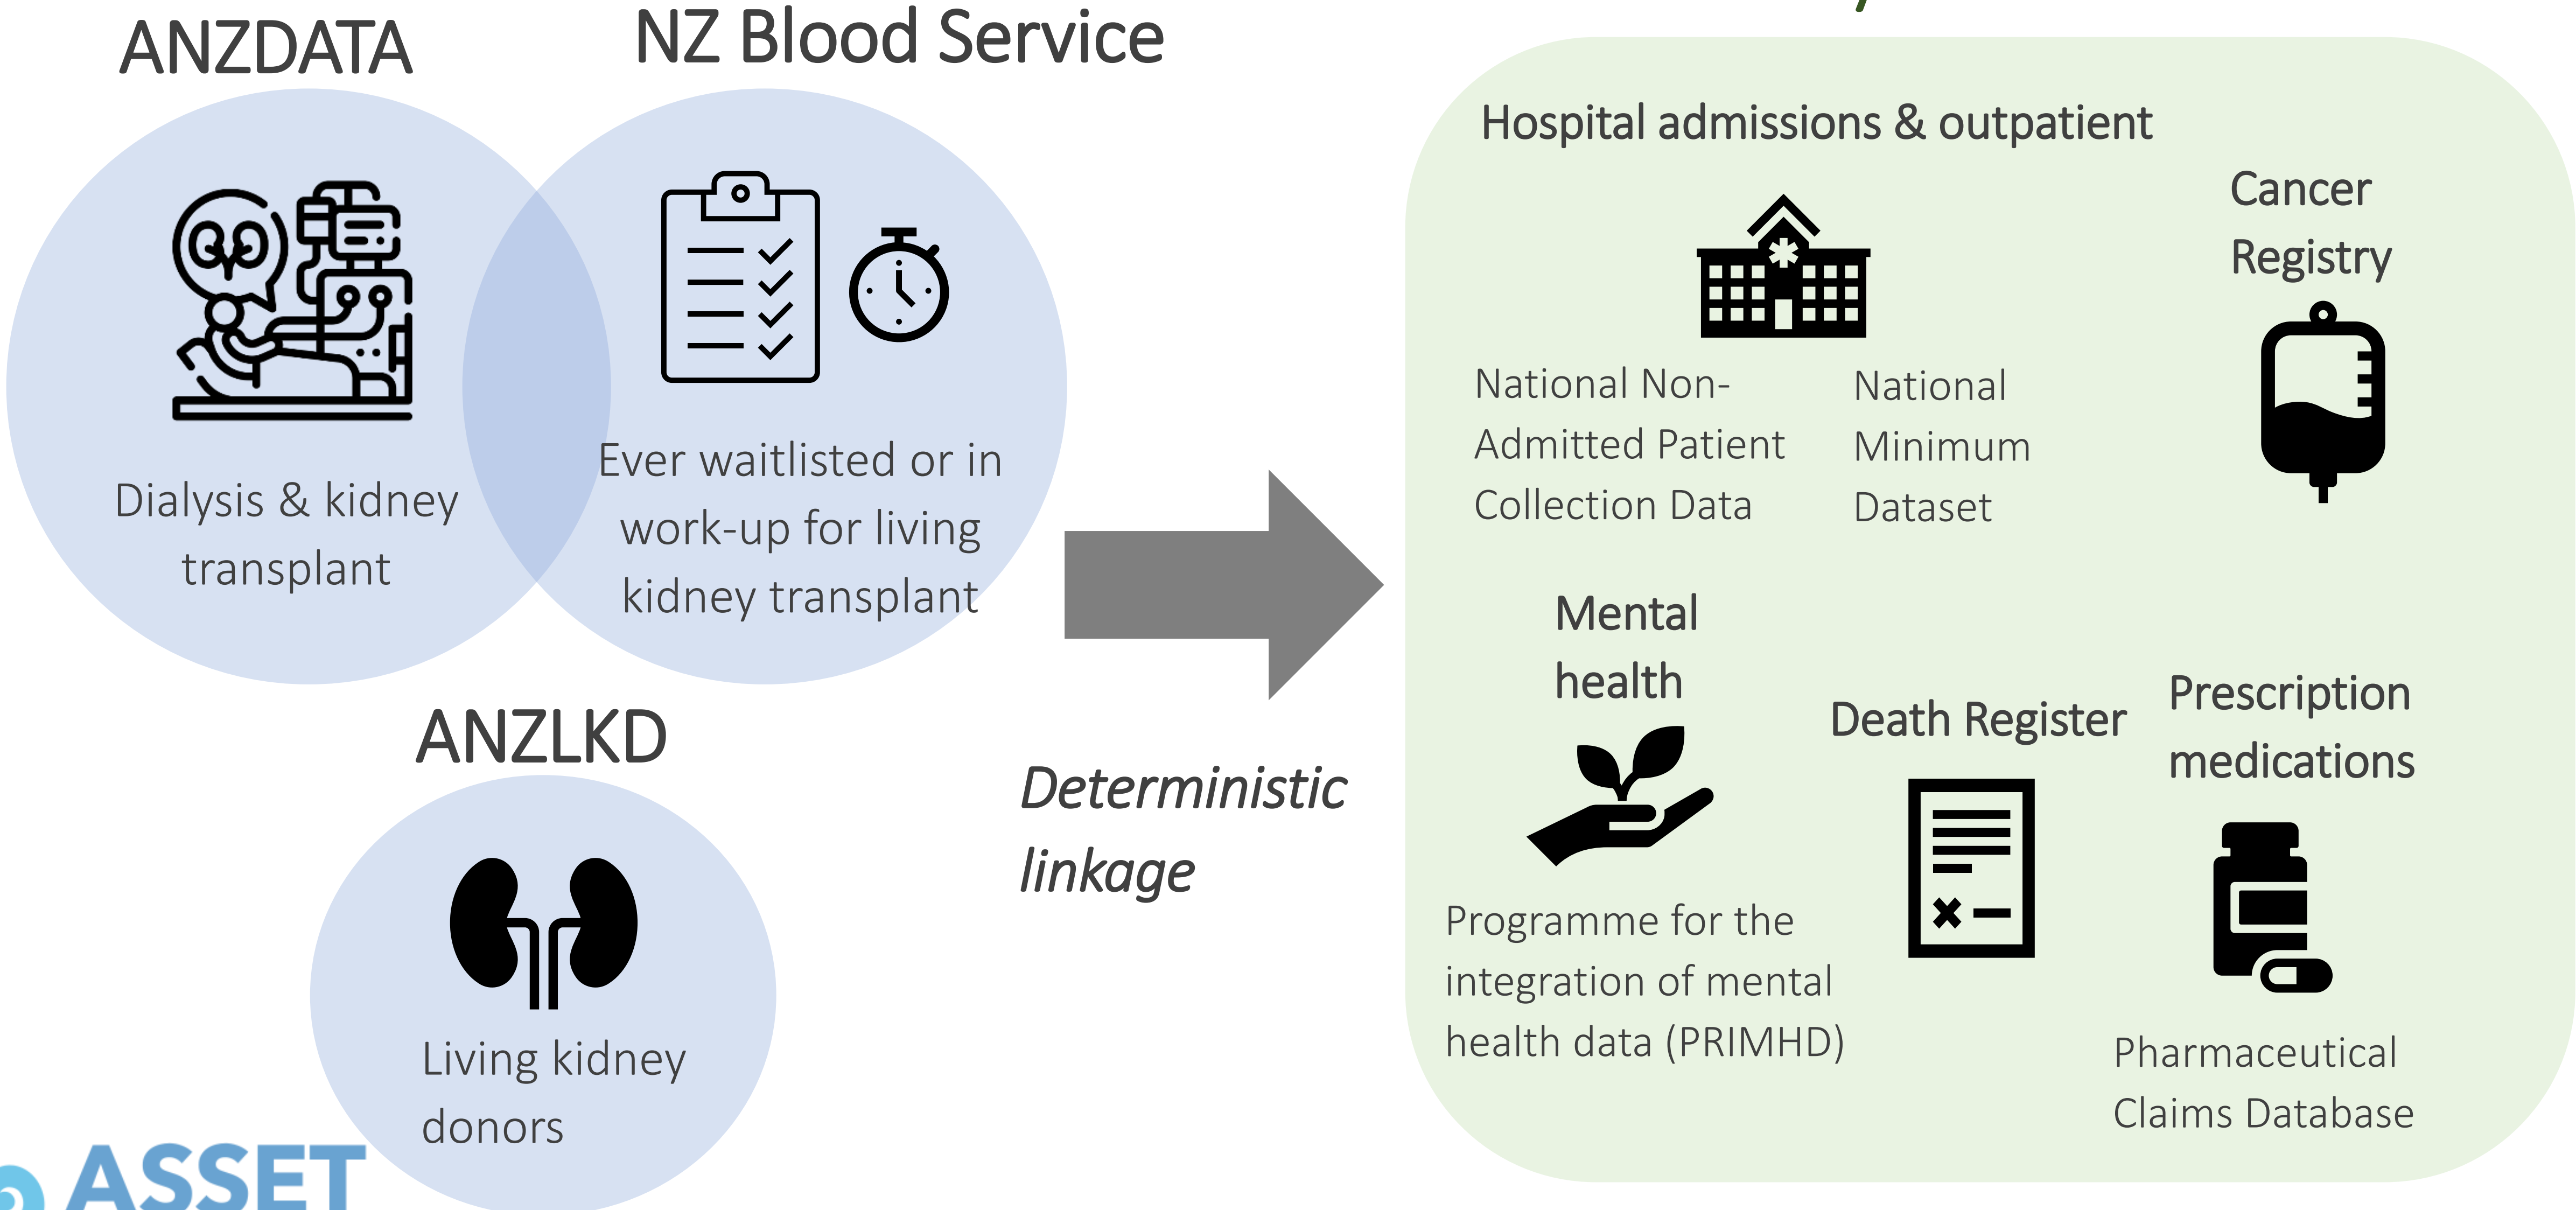 ANZDATA
NZ Blood Service
Dialysis & kidney
transplant
Ever waitlisted or in
work-up for living
kidney transplant
ANZLKD
Living kidney
donors
Deterministic
linkage
Hospital admissions & outpatient
National Non-
Admitted Patient
Collection Data
National
Minimum
Dataset
Cancer
Registry
Mental
health
Programme for the
integration of mental
health data (PRIMHD)
Death Register
Prescription
medications
Pharmaceutical
Claims Database
ASSET